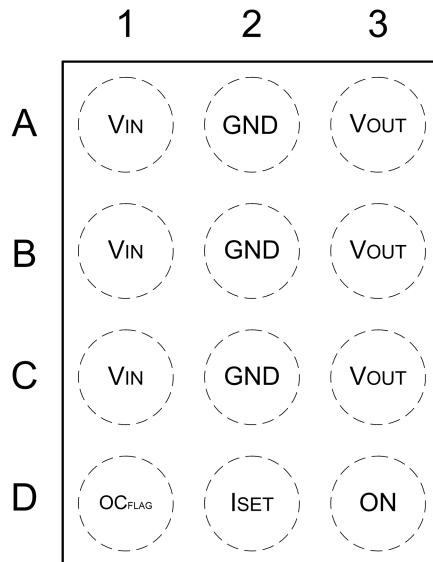 1 2 3
A VIN GND VOUT
B VIN GND VOUT
C VIN GND VOUT
D OCFLAG ISET ON